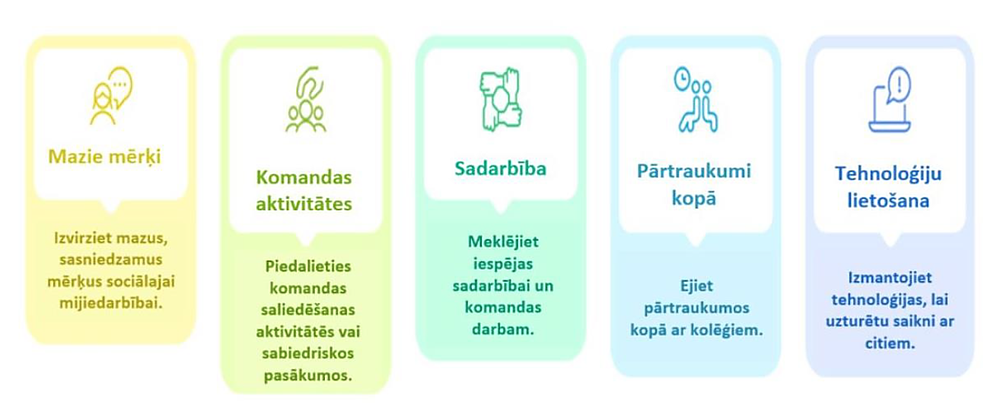 Mazie mērķi
Izvirziet mazus,
sasniedzamus
mērķus sociālajai
mijiedarbībai.
Komandas
aktivitātes
Piedalieties
komandas
saliedēšanas
aktivitātēs vai
sabiedriskos
pasākumos.
Sadarbība
Meklējiet
iespējas
sadarbībai un
komandas
darbam.
Pārtraukumi
kopā
Ejiet
pārtraukumos
kopā ar kolēģiem.
Tehnoloģiju
lietošana
Izmantojiet
tehnoloģijas, lai
uzturētu saikni ar
citiem.